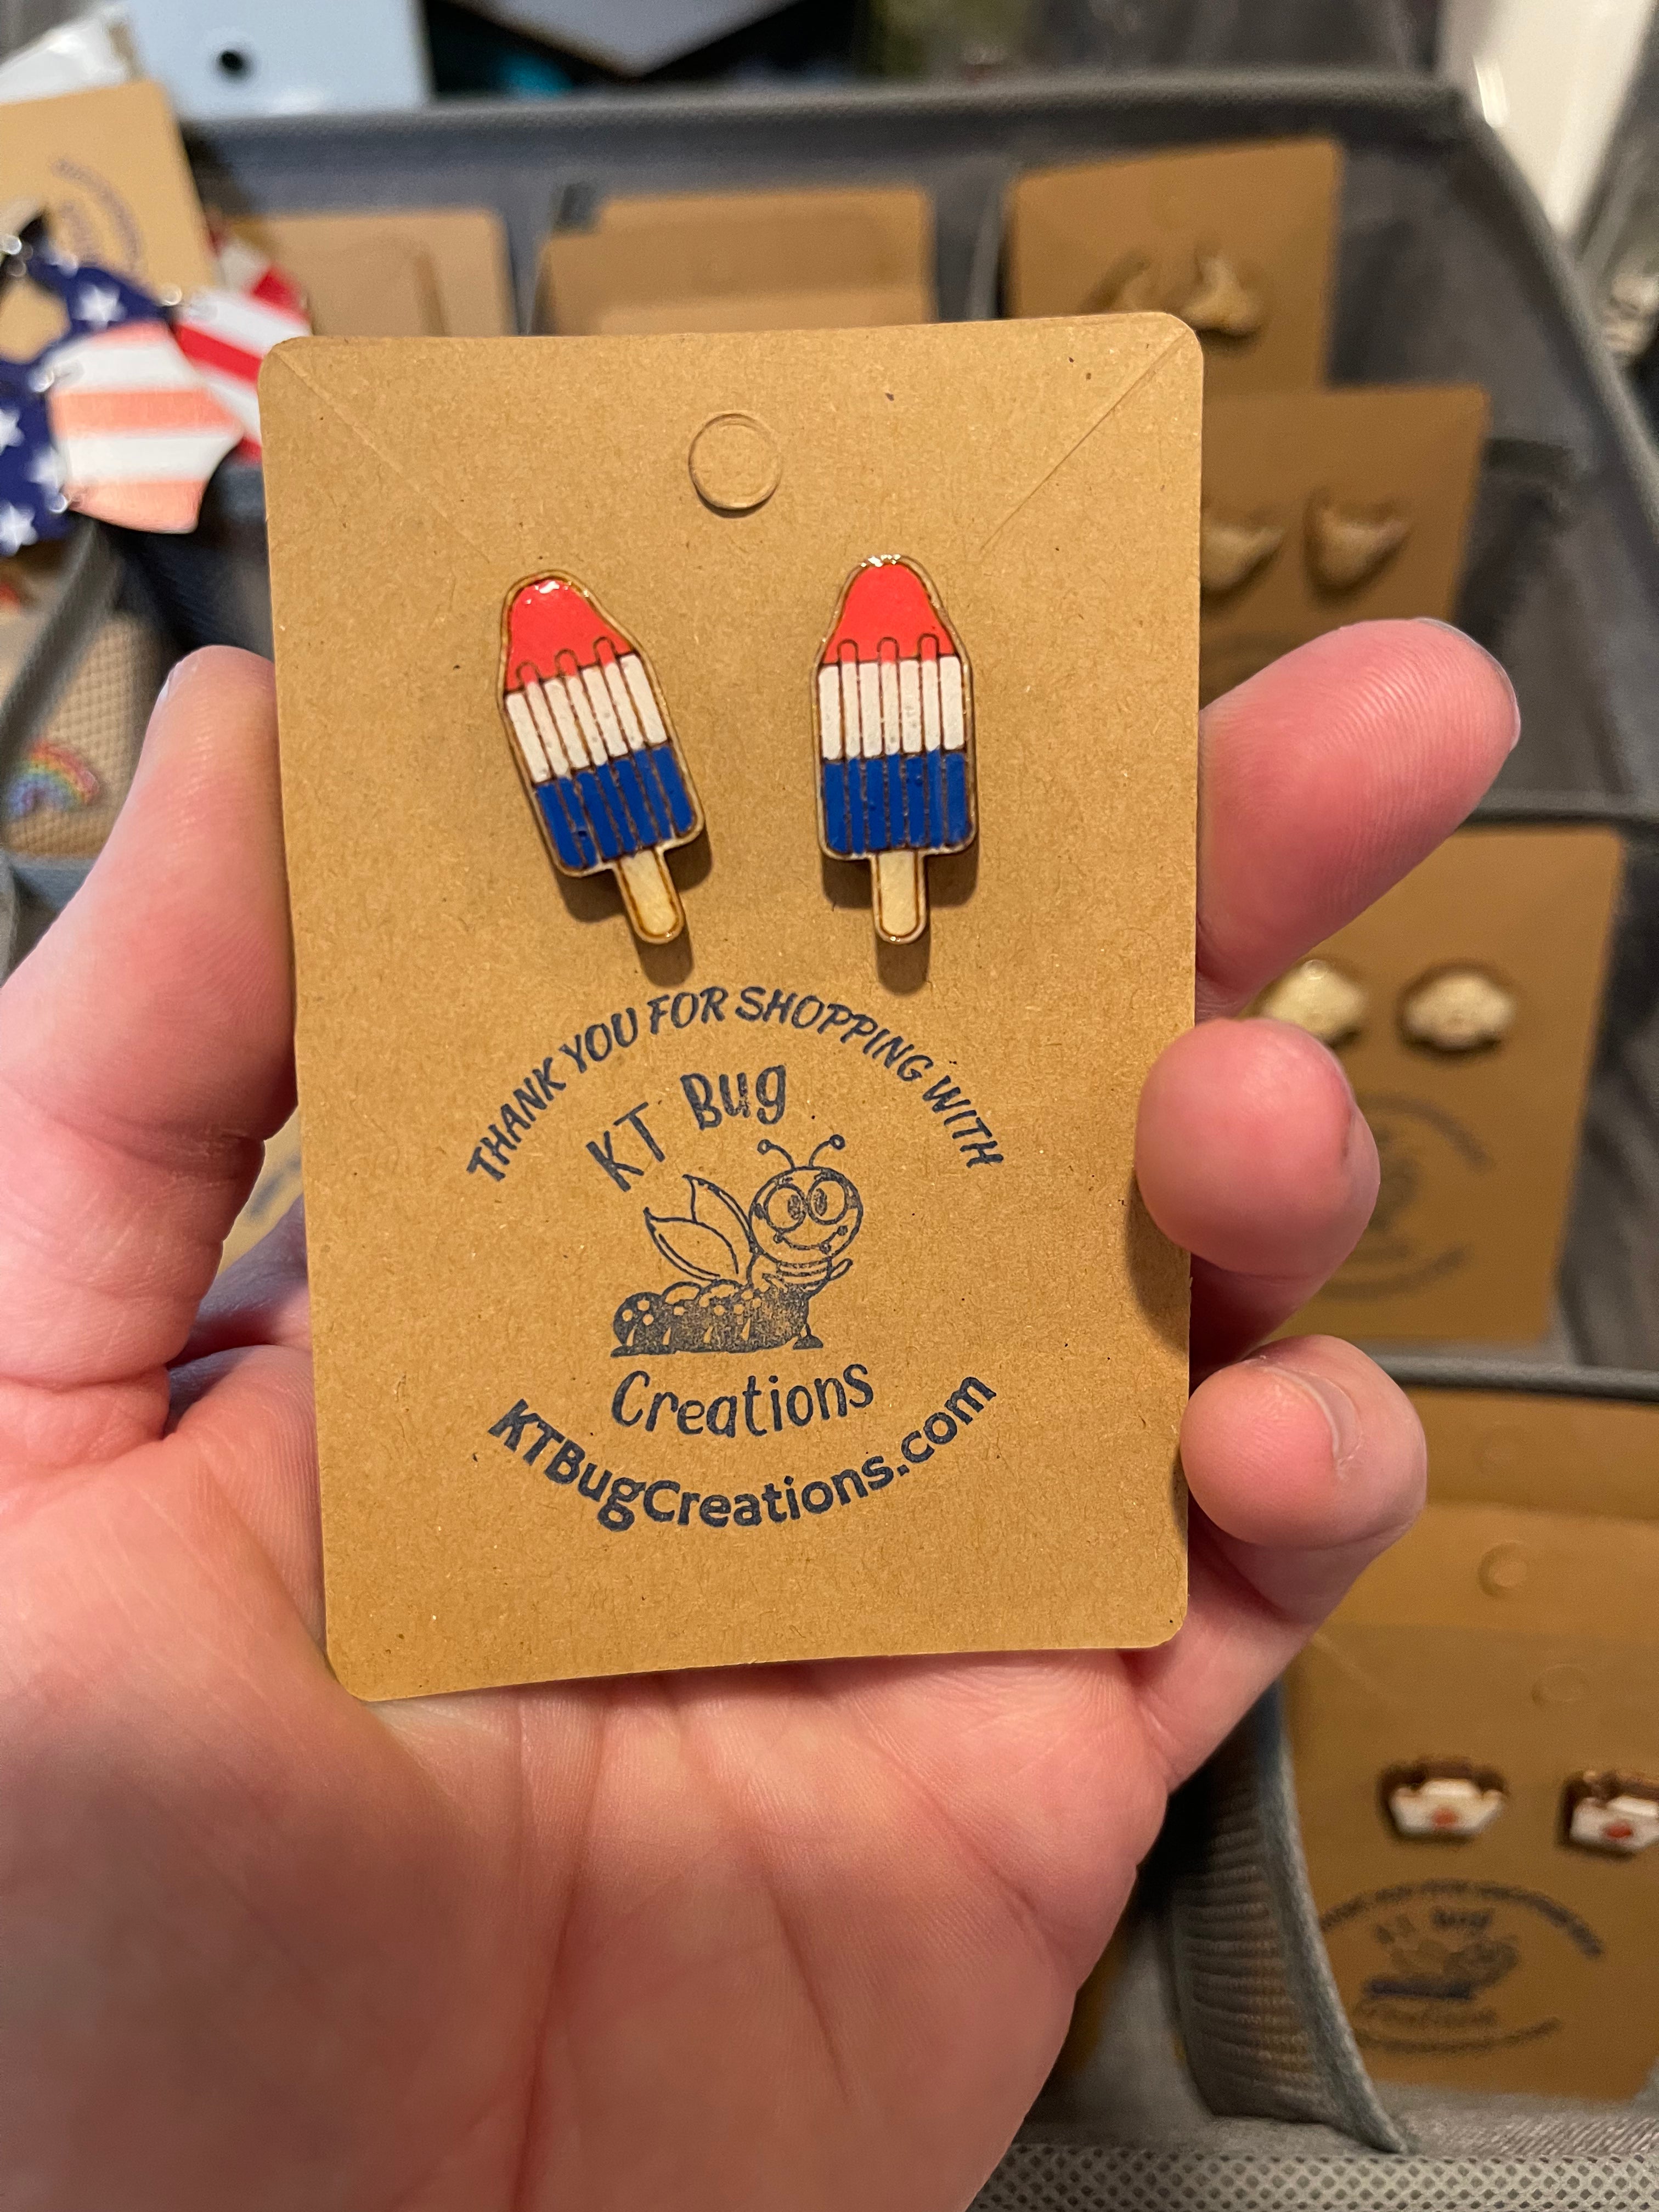 THANK YOU FOR SHOPPING WITH
KT Bug
Creations
KTBugCreations.com